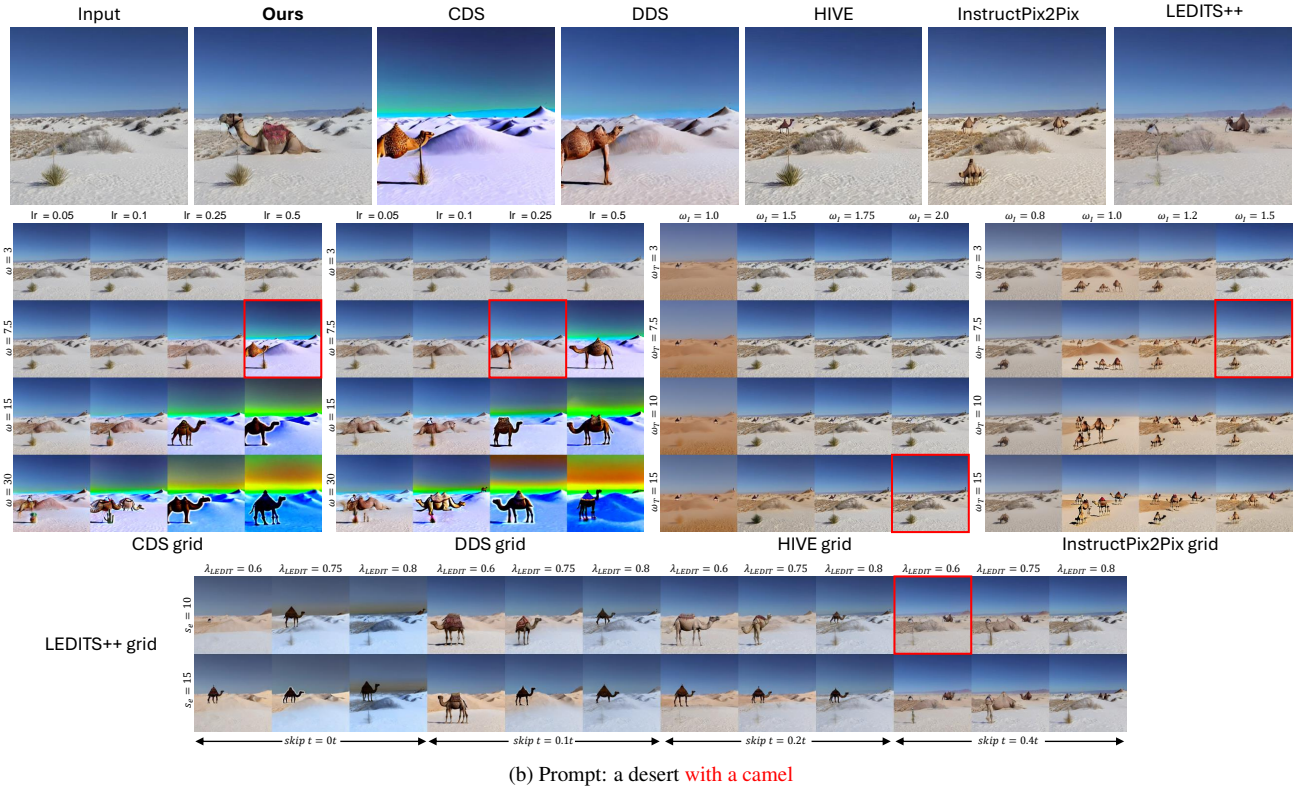 Input Ours CDS DDS HIVE InstructPix2Pix LEDITS++
lr = 0.05 lr = 0.1 lr = 0.25 lr = 0.5 lr = 0.05 lr = 0.1 lr = 0.25 lr = 0.5 ω_I = 1.0 ω_I = 1.5 ω_I = 1.75 ω_I = 2.0 ω_I = 0.8 ω_I = 1.0 ω_I = 1.2 ω_I = 1.5
ω = 3 ω = 3 ω_T = 3 ω_T = 3
ω = 7.5 ω = 7.5 ω_T = 7.5 ω_T = 7.5
ω = 15 ω = 15 ω_T = 10 ω_T = 10
ω = 30 ω = 30 ω_T = 15 ω_T = 15
CDS grid DDS grid HIVE grid InstructPix2Pix grid
λ_LEDIT = 0.6 λ_LEDIT = 0.75 λ_LEDIT = 0.8 λ_LEDIT = 0.6 λ_LEDIT = 0.75 λ_LEDIT = 0.8 λ_LEDIT = 0.6 λ_LEDIT = 0.75 λ_LEDIT = 0.8 λ_LEDIT = 0.6 λ_LEDIT = 0.75 λ_LEDIT = 0.8
s_e = 10
LEDITS++ grid
s_e = 15
skip t = 0t skip t = 0.1t skip t = 0.2t skip t = 0.4t
(b) Prompt: a desert with a camel